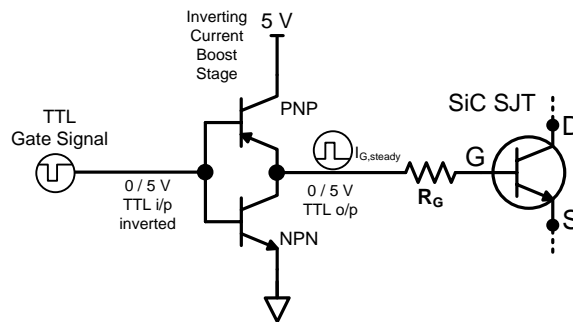 Inverting
Current
Boost
Stage
5 V
PNP
SiC SJT
D
TTL
Gate Signal
I_G,steady
G
0 / 5 V
TTL i/p
inverted
0 / 5 V
TTL o/p
R_G
S
NPN